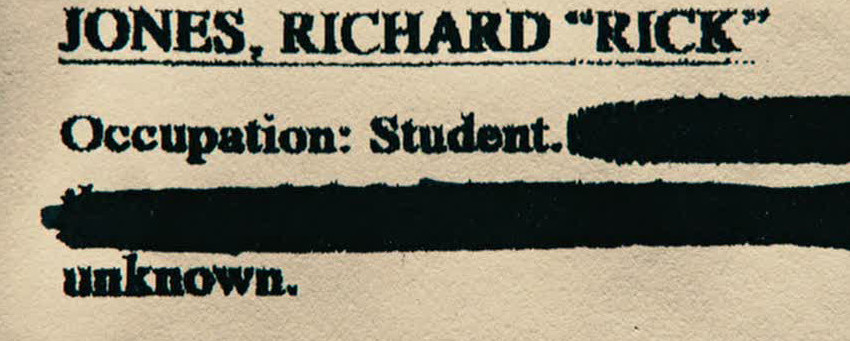 JONES, RICHARD “RICK”
Occupation: Student.
unknown.